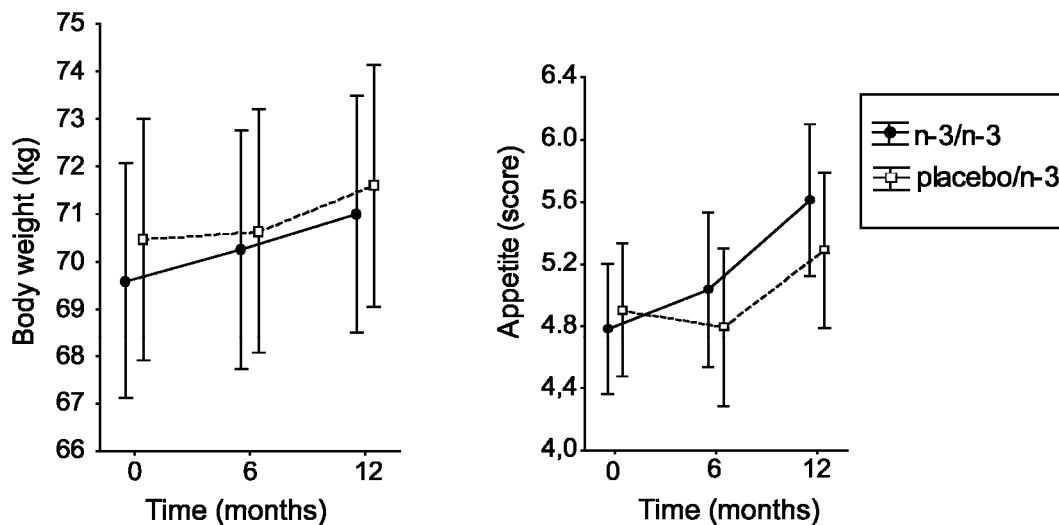 75
74
73
72
71
70
69
68
67
66
Body weight (kg)
0 6 12
Time (months)
6.4
6.0
5.6
5.2
4.8
4,4
4,0
Appetite (score)
0 6 12
Time (months)
n-3/n-3
placebo/n-3